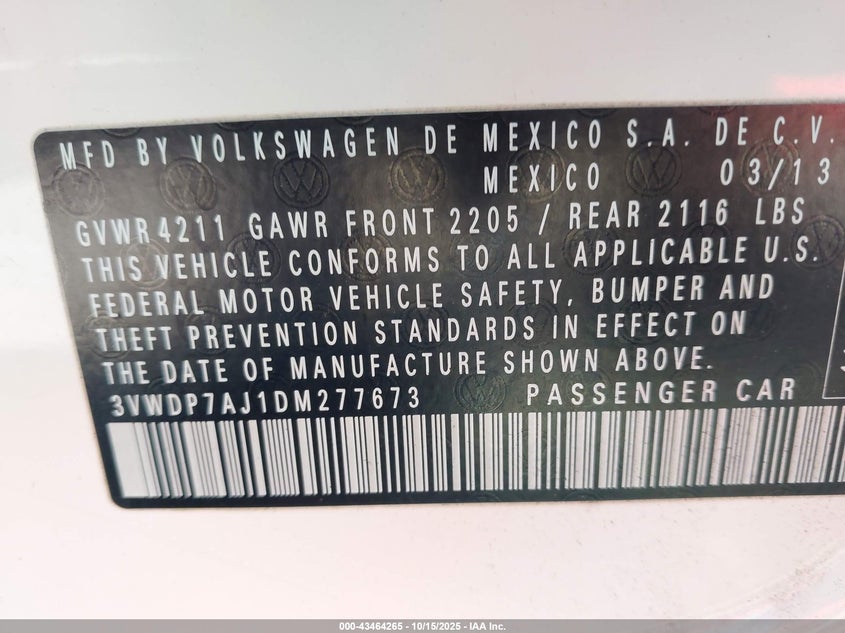 MFD BY VOLKSWAGEN DE MEXICO S.A. DE C.V.
MEXICO 03/13
GVWR 4211 GAWR FRONT 2205 / REAR 2116 LBS
THIS VEHICLE CONFORMS TO ALL APPLICABLE U.S.
FEDERAL MOTOR VEHICLE SAFETY, BUMPER AND
THEFT PREVENTION STANDARDS IN EFFECT ON
THE DATE OF MANUFACTURE SHOWN ABOVE.
3VWDP7AJ1DM277673 PASSENGER CAR
000-43464265 - 10/15/2025 - IAA Inc.